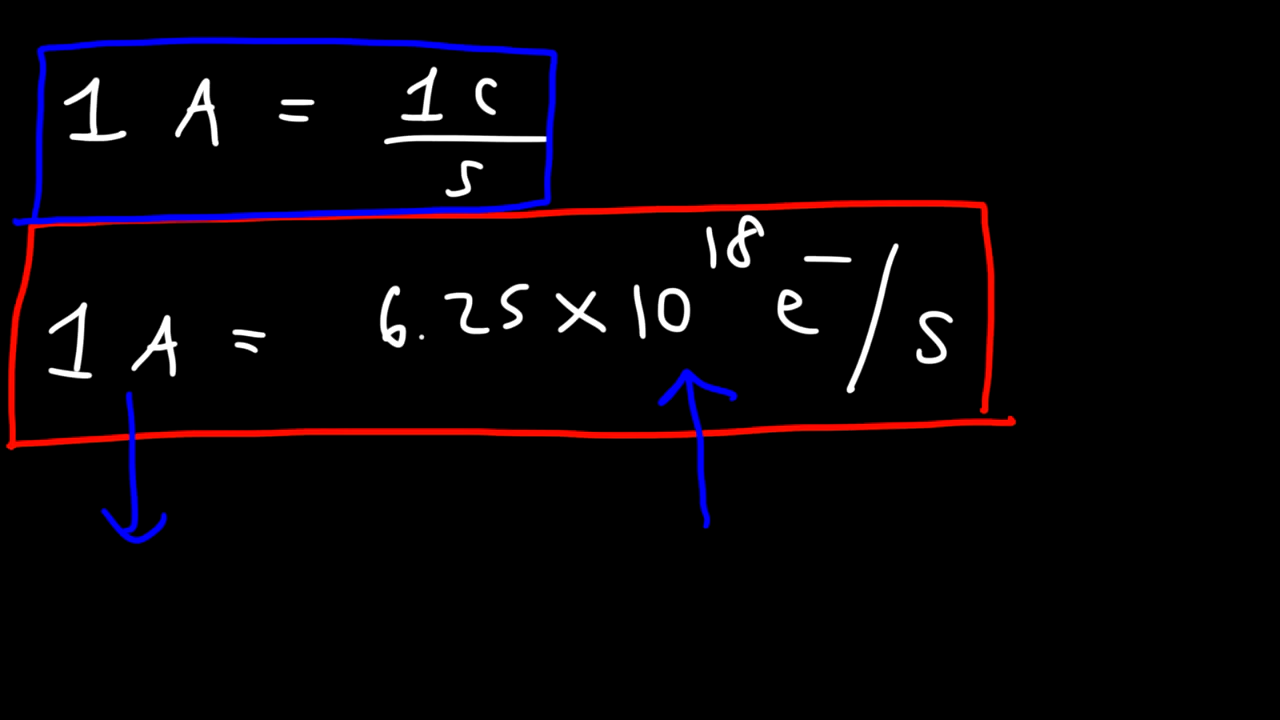 1 A = 1 C / s
1 A = 6.25 × 10^18 e^- / s